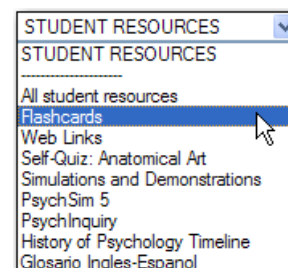 STUDENT RESOURCES
STUDENT RESOURCES
--------------------
All student resources
Flashcards
Web Links
Self-Quiz: Anatomical Art
Simulations and Demonstrations
PsychSim 5
PsychInquiry
History of Psychology Timeline
Glosario Ingles-Espanol